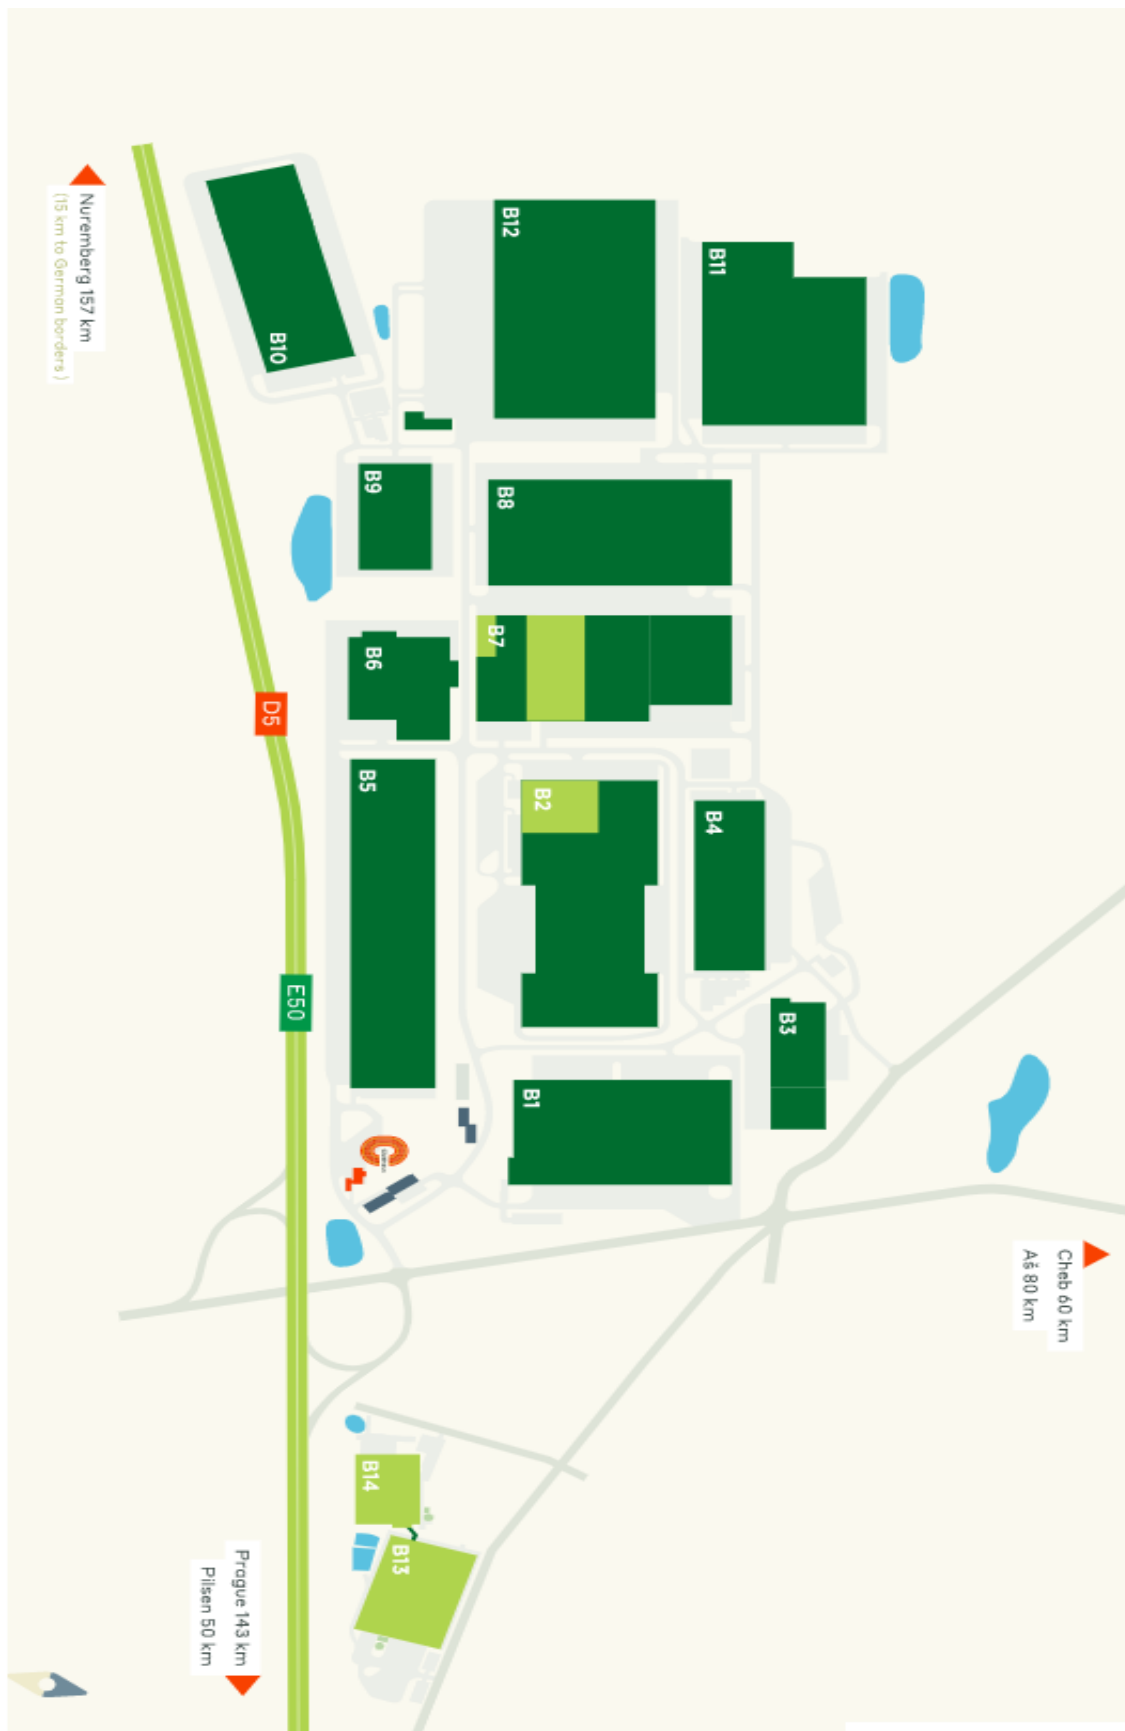 Nuremberg 157 km
(15 km to German borders )
B10
B12
B11
B9
B8
B7
B6
D5
B5
B2
B4
E50
B3
B1
Cheb 60 km
Aš 80 km
B14
B13
Prague 143 km
Pilsen 50 km